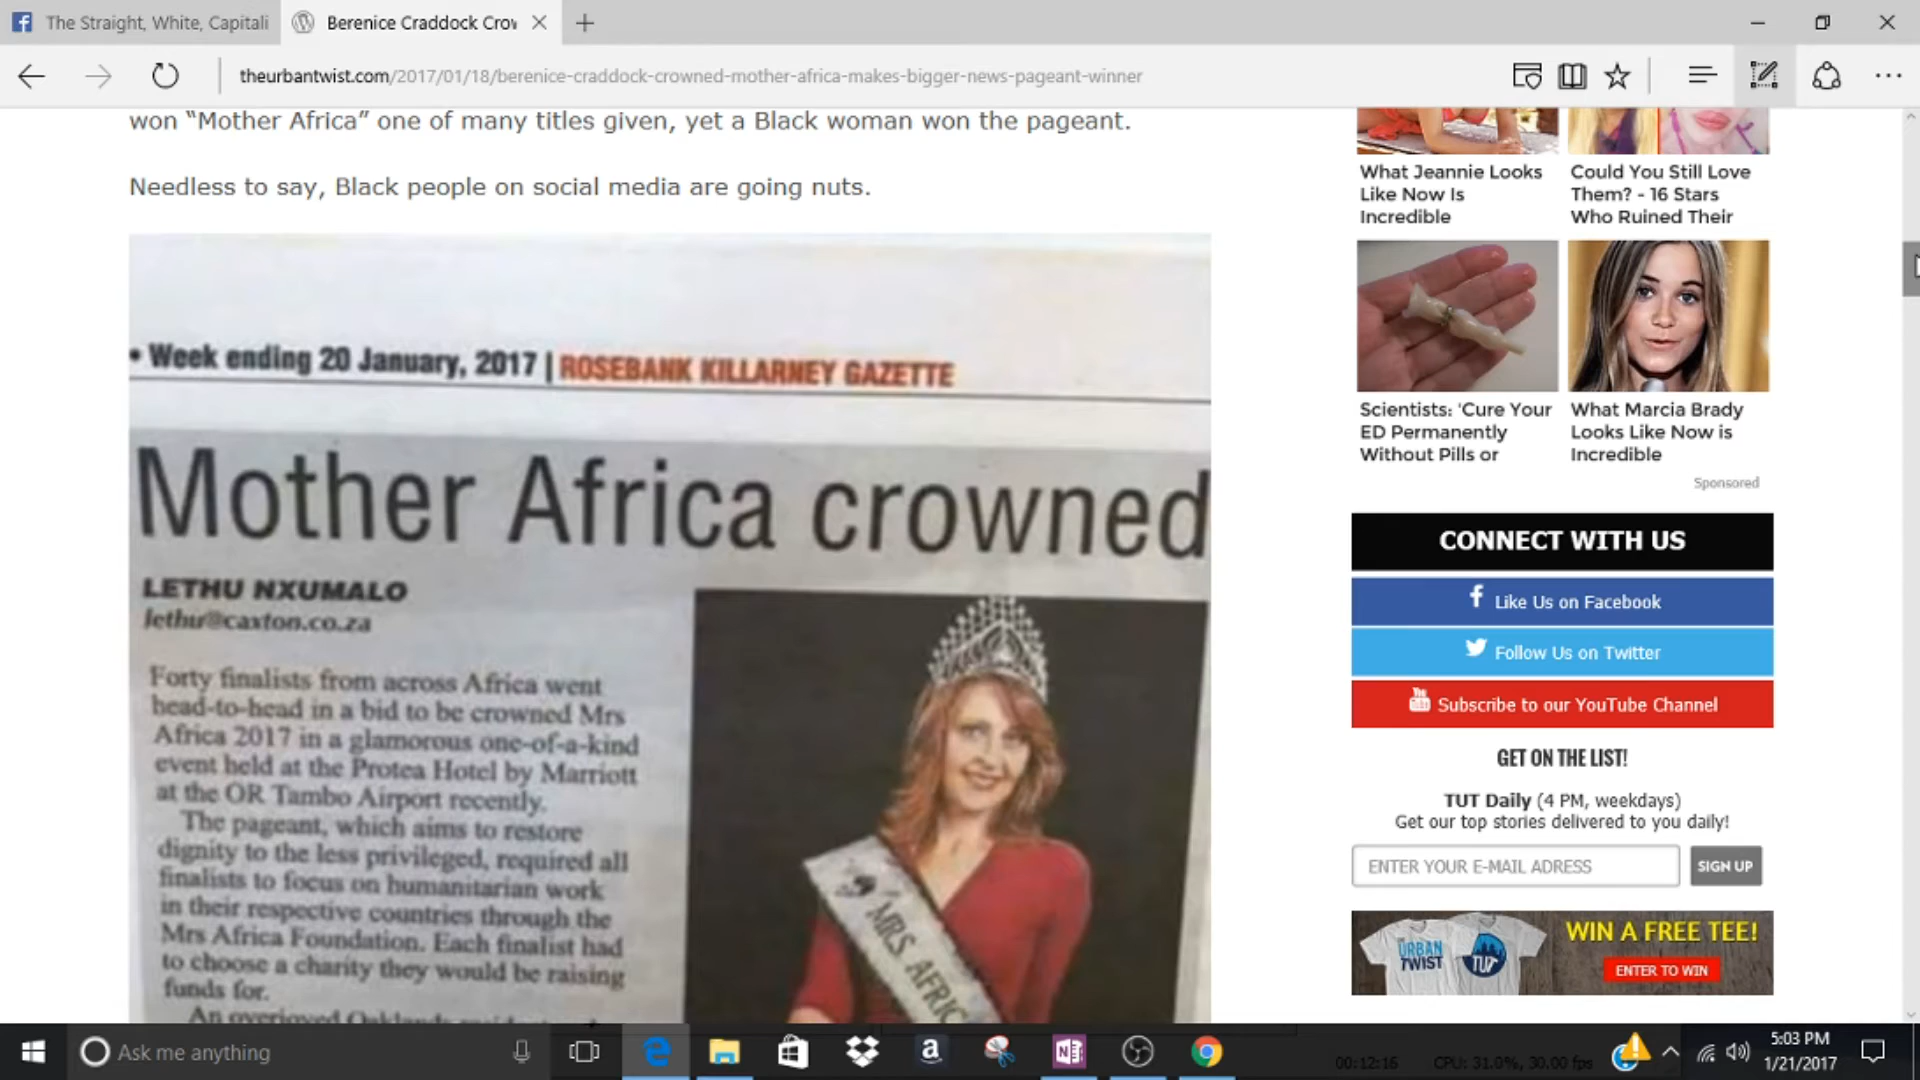 The Straight, White, Capitali
Berenice Craddock Crow
theurbantwist.com/2017/01/18/berenice-craddock-crowned-mother-africa-makes-bigger-news-pageant-winner
won “Mother Africa” one of many titles given, yet a Black woman won the pageant.
Needless to say, Black people on social media are going nuts.
• Week ending 20 January, 2017 | ROSEBANK KILLARNEY GAZETTE
Mother Africa crowned
LETHU NXUMALO
lethu@caxton.co.za
Forty finalists from across Africa went
head-to-head in a bid to be crowned Mrs
Africa 2017 in a glamorous one-of-a-kind
event held at the Protea Hotel by Marriott
at the OR Tambo Airport recently.
The pageant, which aims to restore
dignity to the less privileged, required all
finalists to focus on humanitarian work
in their respective countries through the
Mrs Africa Foundation. Each finalist had
to choose a charity they would be raising
funds for.
An overjoyed
MRS AFRIC
What Jeannie Looks
Like Now Is
Incredible
Could You Still Love
Them? - 16 Stars
Who Ruined Their
Scientists: 'Cure Your
ED Permanently
Without Pills or
What Marcia Brady
Looks Like Now is
Incredible
Sponsored
CONNECT WITH US
Like Us on Facebook
Follow Us on Twitter
Subscribe to our YouTube Channel
GET ON THE LIST!
TUT Daily (4 PM, weekdays)
Get our top stories delivered to you daily!
ENTER YOUR E-MAIL ADRESS
SIGN UP
URBAN
TWIST
TUT
WIN A FREE TEE!
ENTER TO WIN
Ask me anything
00:12:16
CPU: 31.0%, 30.00 fps
5:03 PM
1/21/2017